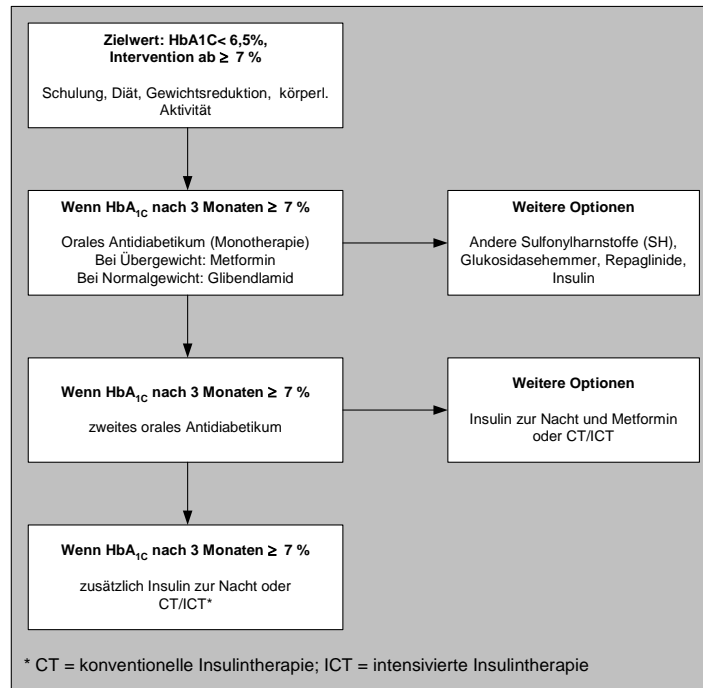 Zielwert: HbA1C< 6,5%,
Intervention ab ≥ 7 %
Schulung, Diät, Gewichtsreduktion, körperl.
Aktivität
Wenn HbA1C nach 3 Monaten ≥ 7 %
Orales Antidiabetikum (Monotherapie)
Bei Übergewicht: Metformin
Bei Normalgewicht: Glibendlamid
Weitere Optionen
Andere Sulfonylharnstoffe (SH),
Glukosidasehemmer, Repaglinide,
Insulin
Wenn HbA1C nach 3 Monaten ≥ 7 %
zweites orales Antidiabetikum
Weitere Optionen
Insulin zur Nacht und Metformin
oder CT/ICT
Wenn HbA1C nach 3 Monaten ≥ 7 %
zusätzlich Insulin zur Nacht oder
CT/ICT*
* CT = konventionelle Insulintherapie; ICT = intensivierte Insulintherapie